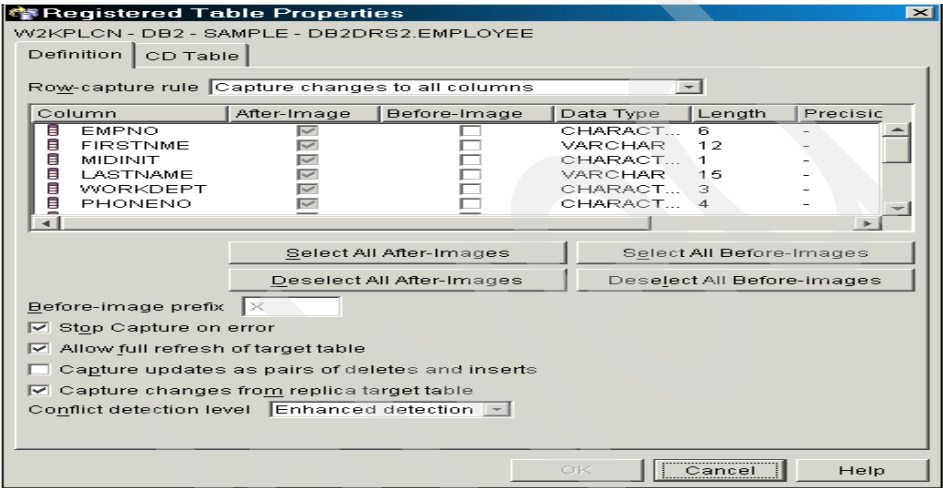 Registered Table Properties
W2KPLCN - DB2 - SAMPLE - DB2DRS2.EMPLOYEE
Definition CD Table
Row-capture rule Capture changes to all columns
Column After-Image Before-Image Data Type Length Precisic
EMPNO CHARACT... 6 -
FIRSTNME VARCHAR 12 -
MIDINIT CHARACT... 1 -
LASTNAME VARCHAR 15 -
WORKDEPT CHARACT... 3 -
PHONENO CHARACT... 4 -
Select All After-Images Select All Before-Images
Deselect All After-Images Deselect All Before-images
Before-image prefix X
Stop Capture on error
Allow full refresh of target table
Capture updates as pairs of deletes and inserts
Capture changes from replica target table
Conflict detection level Enhanced detection
OK Cancel Help